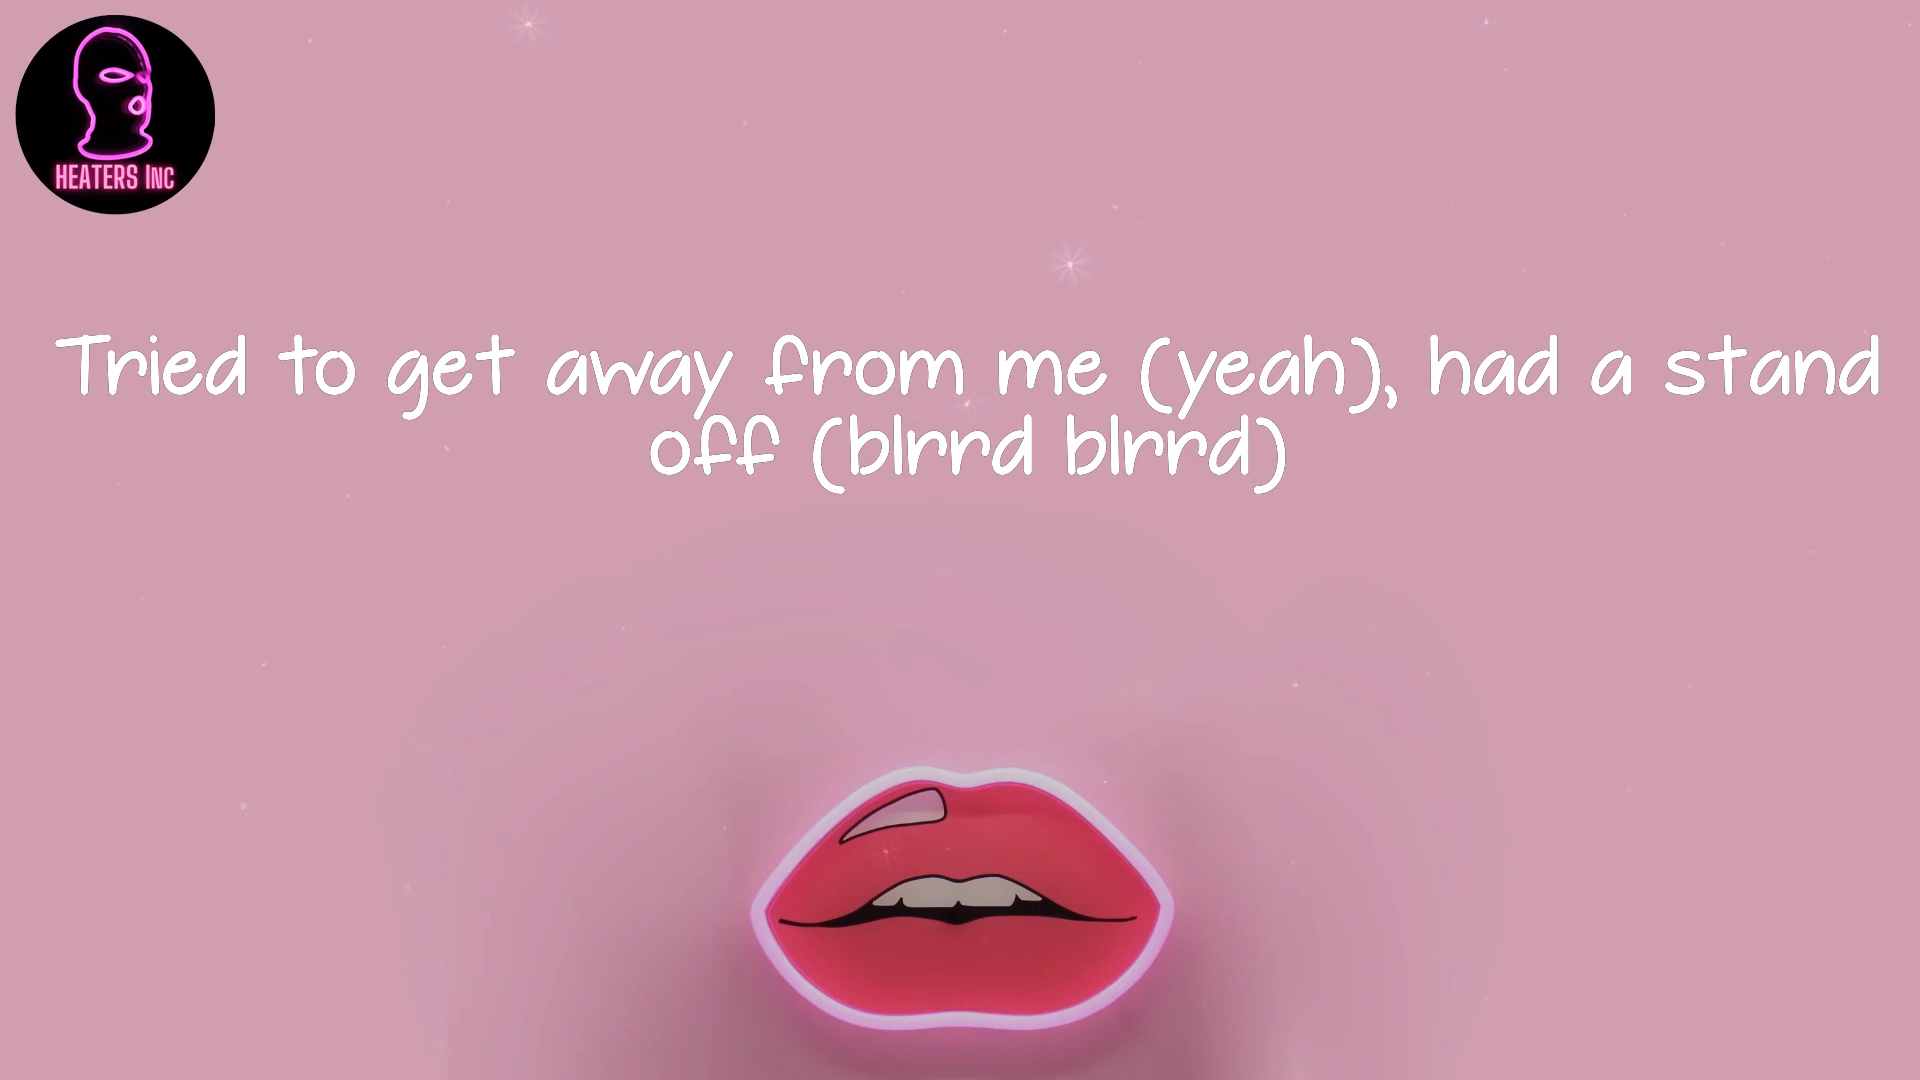 HEATERS INC
Tried to get away from me (yeah), had a stand
off (blrrd blrrd)